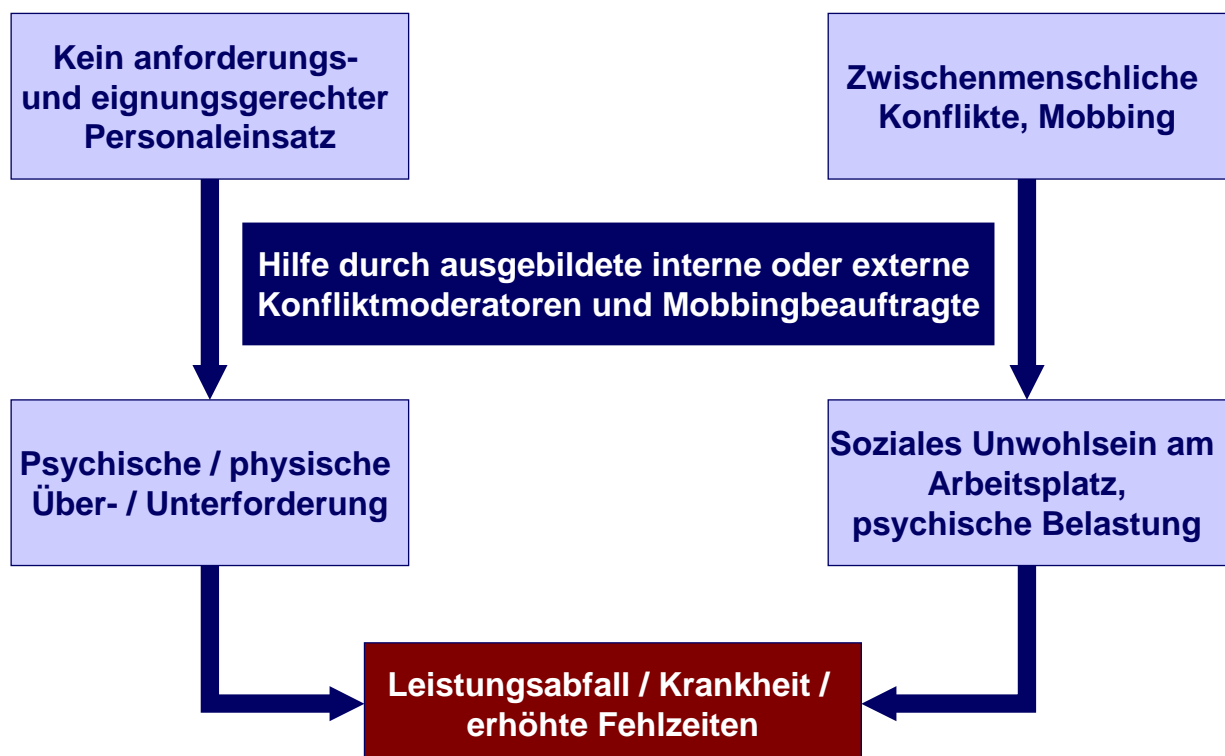 Kein anforderungs-
und eignungsgerechter
Personaleinsatz
Zwischenmenschliche
Konflikte, Mobbing
Hilfe durch ausgebildete interne oder externe
Konfliktmoderatoren und Mobbingbeauftragte
Psychische / physische
Über- / Unterforderung
Soziales Unwohlsein am
Arbeitsplatz,
psychische Belastung
Leistungsabfall / Krankheit /
erhöhte Fehlzeiten